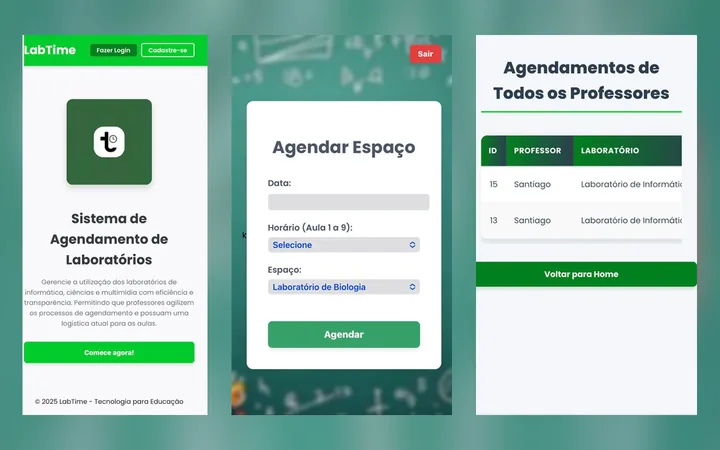 LabTime
Fazer Login
Cadastre-se
Sistema de
Agendamento de
Laboratórios
Gerencie a utilização dos laboratórios de
informática, ciências e multimídia com eficiência e
transparência. Permitindo que professores agilizem
os processos de agendamento e possuam uma
logística atual para as aulas.
Comece agora!
© 2025 LabTime - Tecnologia para Educação
Sair
Agendar Espaço
Data:
Horário (Aula 1 a 9):
Selecione
Espaço:
Laboratório de Biologia
Agendar
Agendamentos de
Todos os Professores
ID PROFESSOR LABORATÓRIO
15 Santiago Laboratório de Informátic
13 Santiago Laboratório de Informátic
Voltar para Home